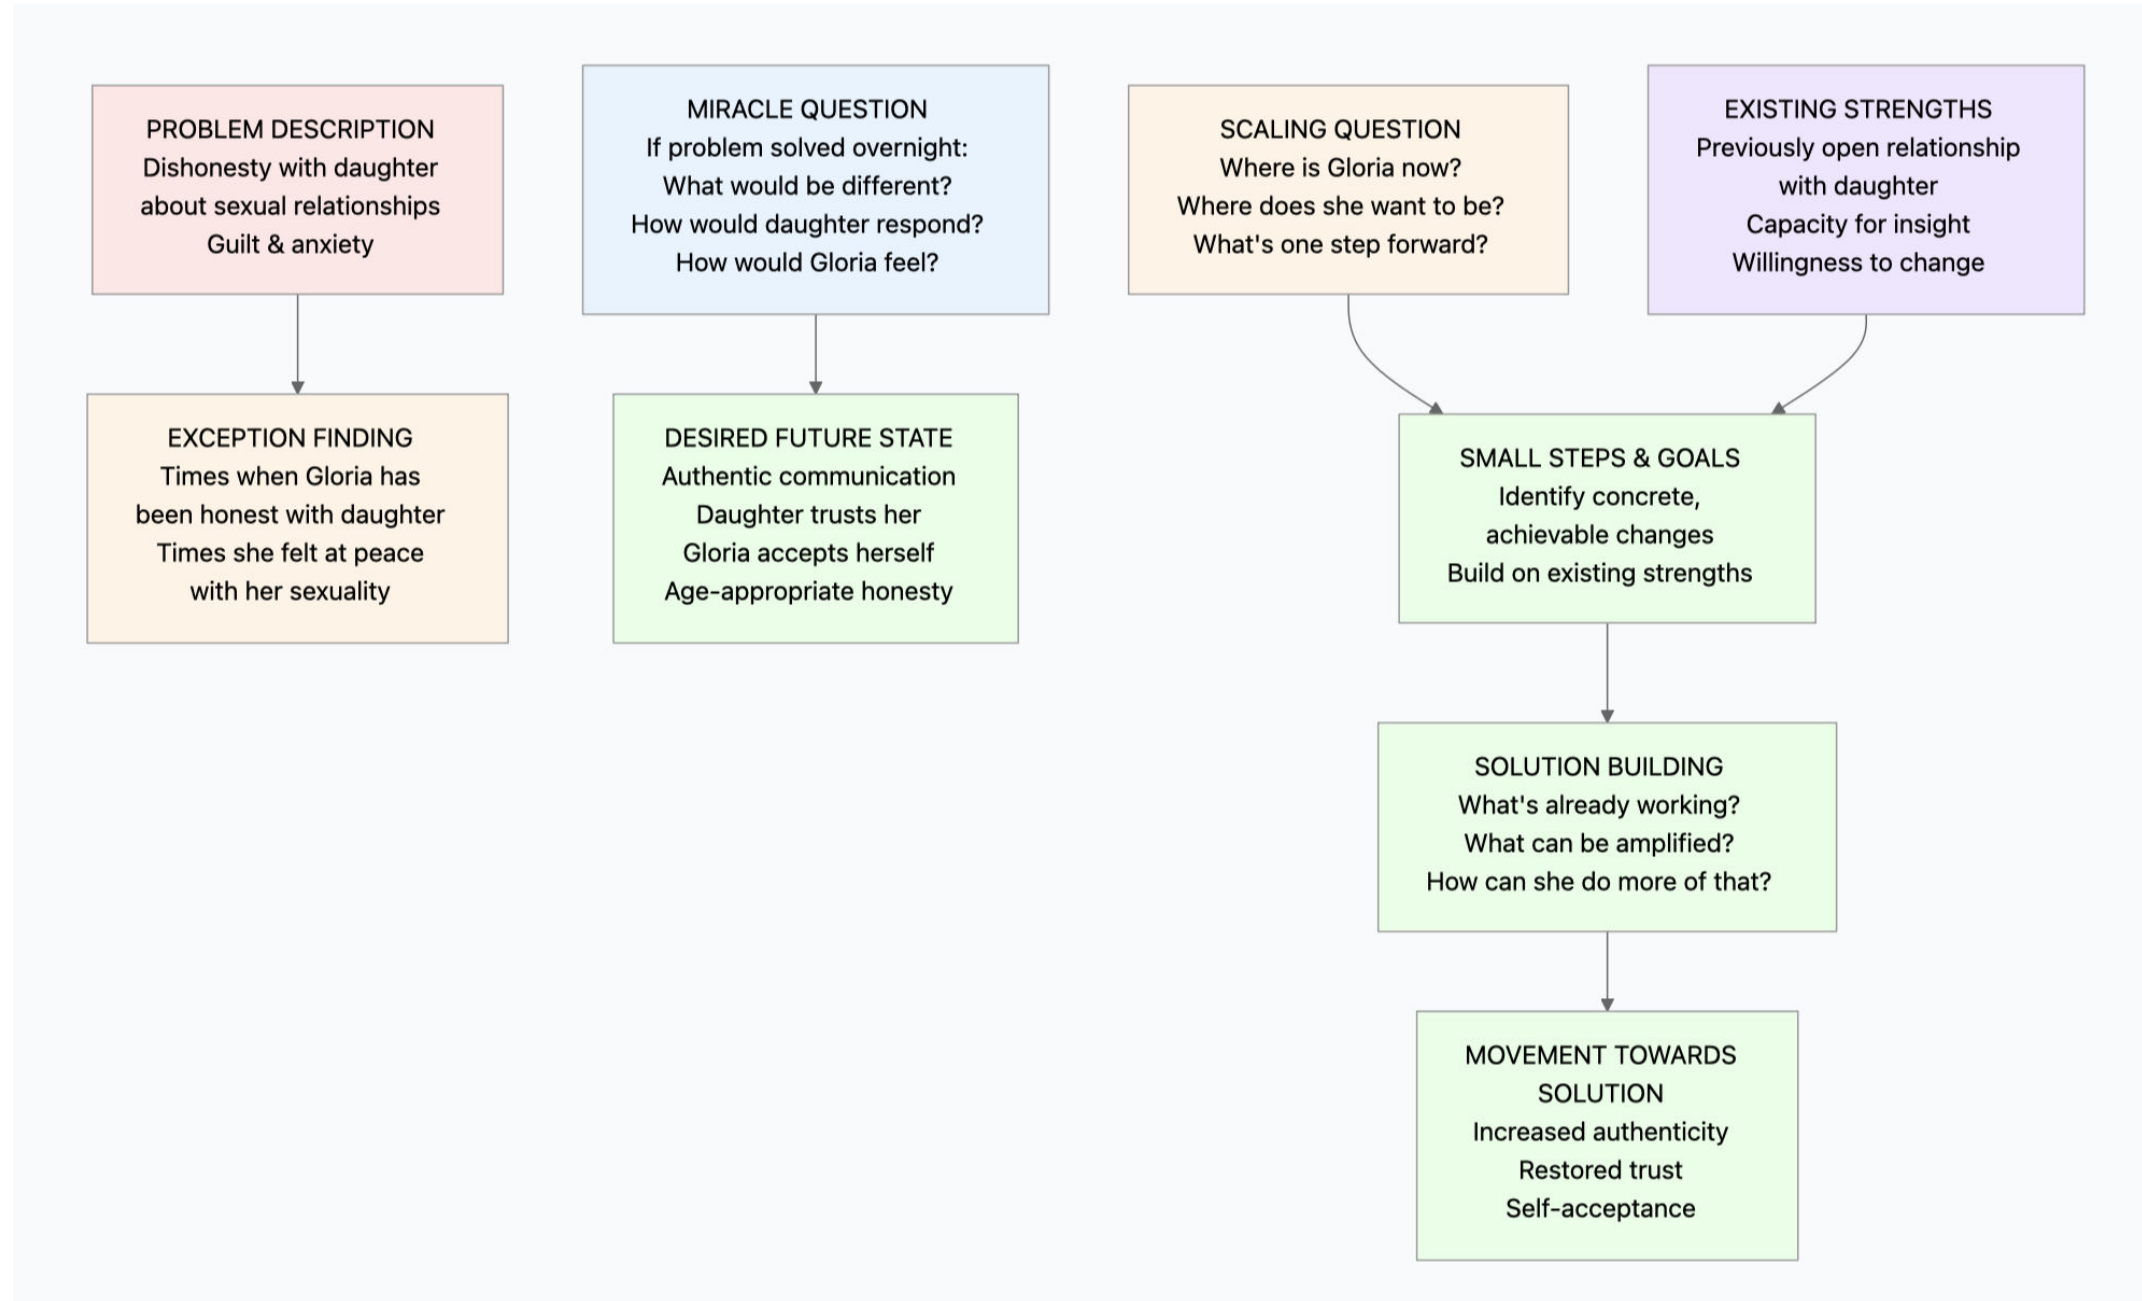 PROBLEM DESCRIPTION
Dishonesty with daughter
about sexual relationships
Guilt & anxiety
MIRACLE QUESTION
If problem solved overnight:
What would be different?
How would daughter respond?
How would Gloria feel?
SCALING QUESTION
Where is Gloria now?
Where does she want to be?
What's one step forward?
EXISTING STRENGTHS
Previously open relationship
with daughter
Capacity for insight
Willingness to change
EXCEPTION FINDING
Times when Gloria has
been honest with daughter
Times she felt at peace
with her sexuality
DESIRED FUTURE STATE
Authentic communication
Daughter trusts her
Gloria accepts herself
Age-appropriate honesty
SMALL STEPS & GOALS
Identify concrete,
achievable changes
Build on existing strengths
SOLUTION BUILDING
What's already working?
What can be amplified?
How can she do more of that?
MOVEMENT TOWARDS
SOLUTION
Increased authenticity
Restored trust
Self-acceptance